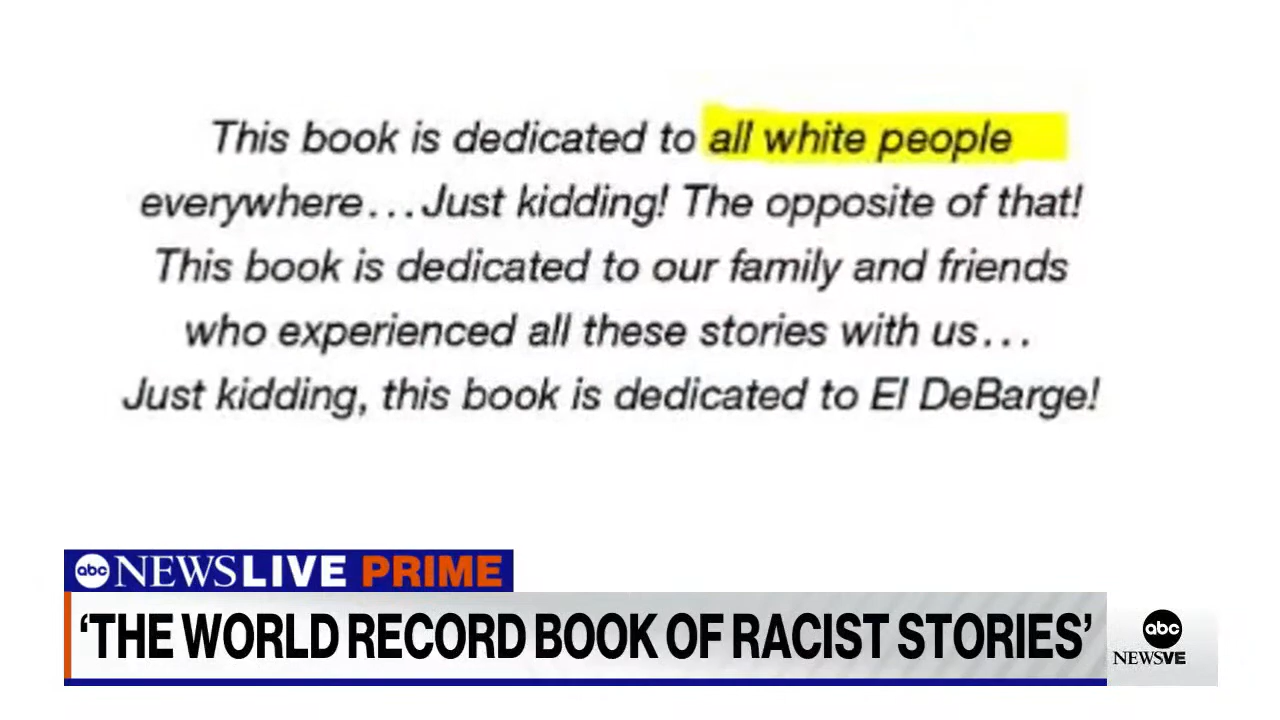 This book is dedicated to all white people
everywhere...Just kidding! The opposite of that!
This book is dedicated to our family and friends
who experienced all these stories with us...
Just kidding, this book is dedicated to El DeBarge!
abc NEWS LIVE PRIME
‘THE WORLD RECORD BOOK OF RACIST STORIES’
abc
NEWSVE